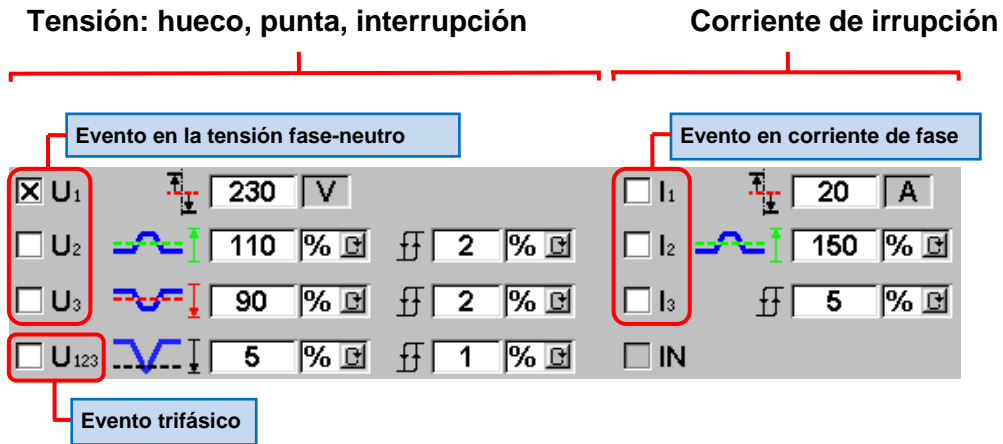 Tensión: hueco, punta, interrupción Corriente de irrupción
Evento en la tensión fase-neutro Evento en corriente de fase
U1 230 V I1 20 A
U2 110 % 2 % I2 150 %
U3 90 % 2 % I3 5 %
U123 5 % 1 % IN
Evento trifásico